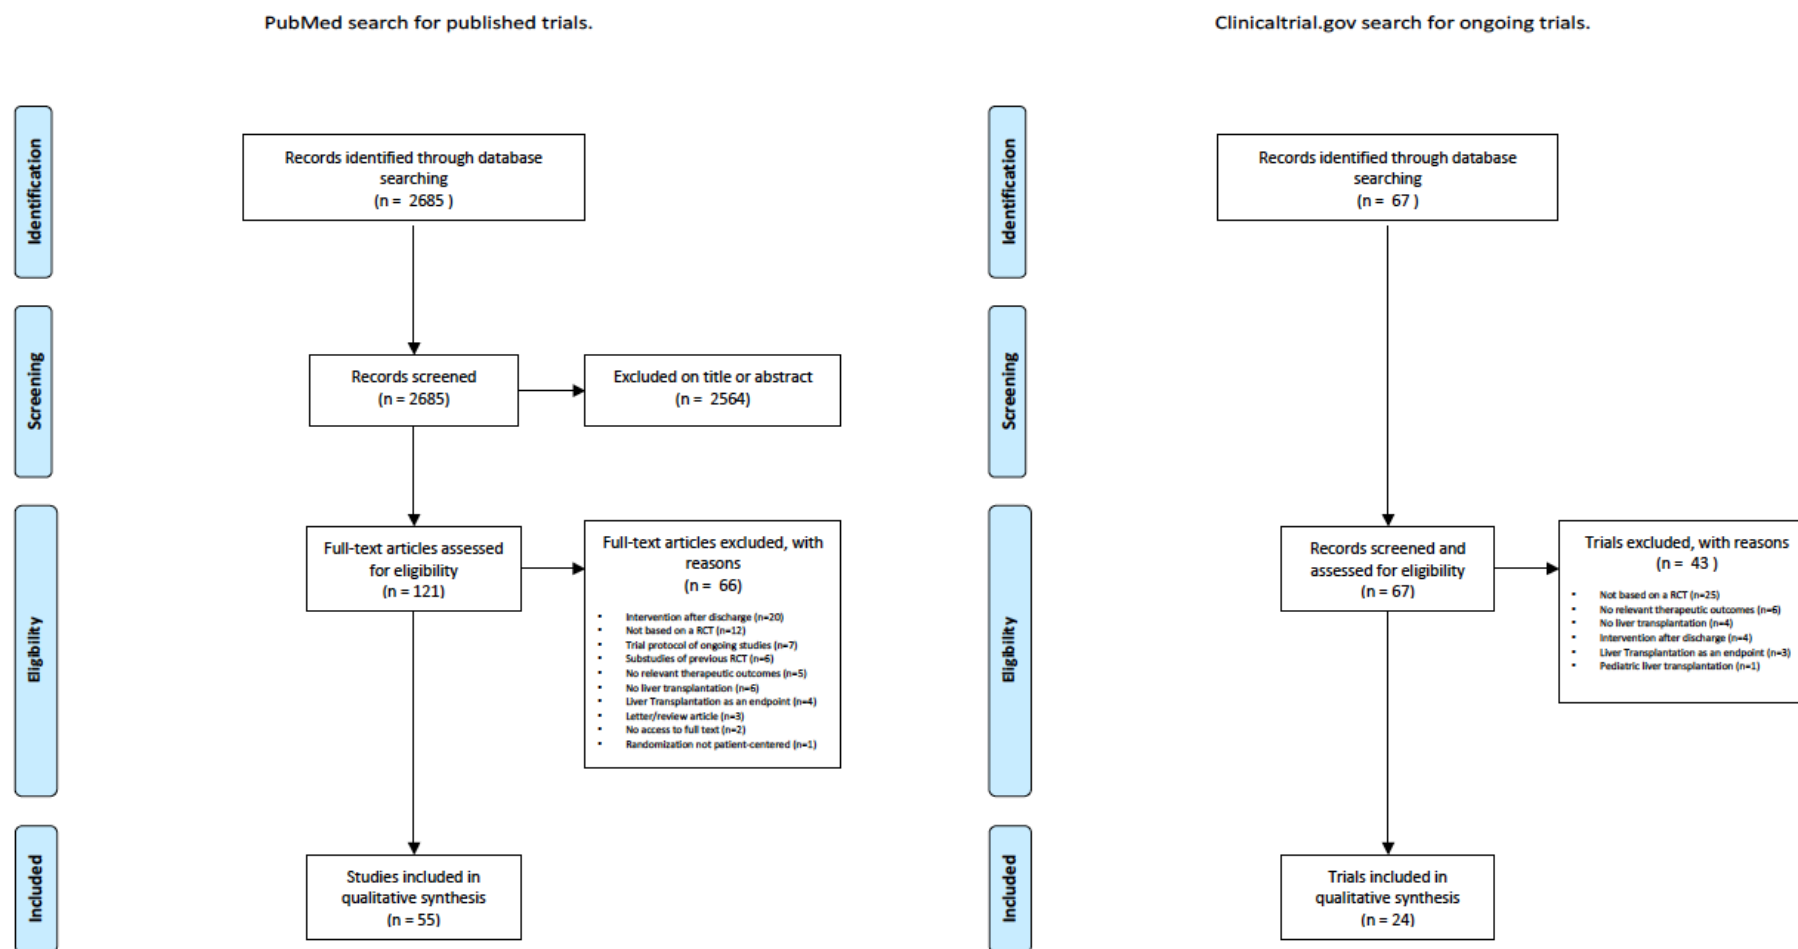 PubMed search for published trials.
Identification
Records identified through database
searching
(n = 2685 )
Screening
Records screened
(n = 2685)
Excluded on title or abstract
(n = 2564)
Eligibility
Full-text articles assessed
for eligibility
(n = 121)
Full-text articles excluded, with
reasons
(n = 66)
▪ Intervention after discharge (n=20)
▪ Not based on a RCT (n=12)
▪ Trial protocol of ongoing studies (n=7)
▪ Substudies of previous RCT (n=6)
▪ No relevant therapeutic outcomes (n=5)
▪ No liver transplantation (n=6)
▪ Liver Transplantation as an endpoint (n=4)
▪ Letter/review article (n=3)
▪ No access to full text (n=2)
▪ Randomization not patient-centered (n=1)
Included
Studies included in
qualitative synthesis
(n = 55)
Clinicaltrial.gov search for ongoing trials.
Identification
Records identified through database
searching
(n = 67 )
Screening
Eligibility
Records screened and
assessed for eligibility
(n = 67)
Trials excluded, with reasons
(n = 43 )
▪ Not based on a RCT (n=25)
▪ No relevant therapeutic outcomes (n=6)
▪ No liver transplantation (n=4)
▪ Intervention after discharge (n=4)
▪ Liver Transplantation as an endpoint (n=3)
▪ Pediatric liver transplantation (n=1)
Included
Trials included in
qualitative synthesis
(n = 24)